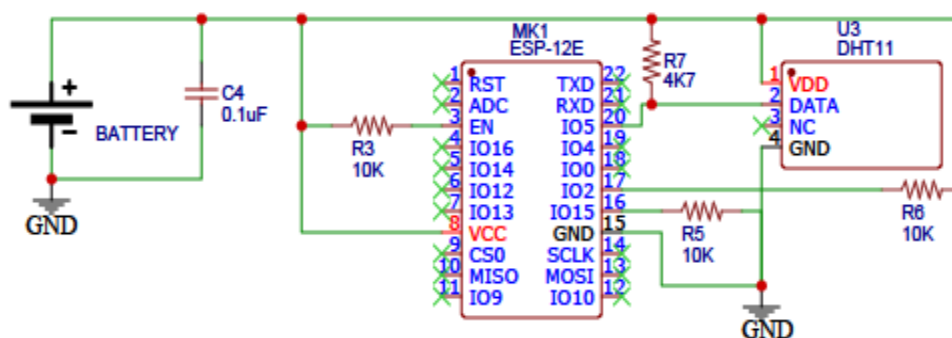 MK1
ESP-12E
U3
DHT11
+
-
BATTERY
C4
0.1uF
GND
R3
10K
1 RST
2 ADC
3 EN
4 IO16
5 IO14
6 IO12
7 IO13
8 VCC
9 CS0
10 MISO
11 IO9
TXD 22
RXD 21
IO5 20
IO4 19
IO0 18
IO2 17
IO15 16
GND 15
SCLK 14
MOSI 13
IO10 12
R7
4K7
1 VDD
2 DATA
3 NC
4 GND
R5
10K
R6
10K
GND